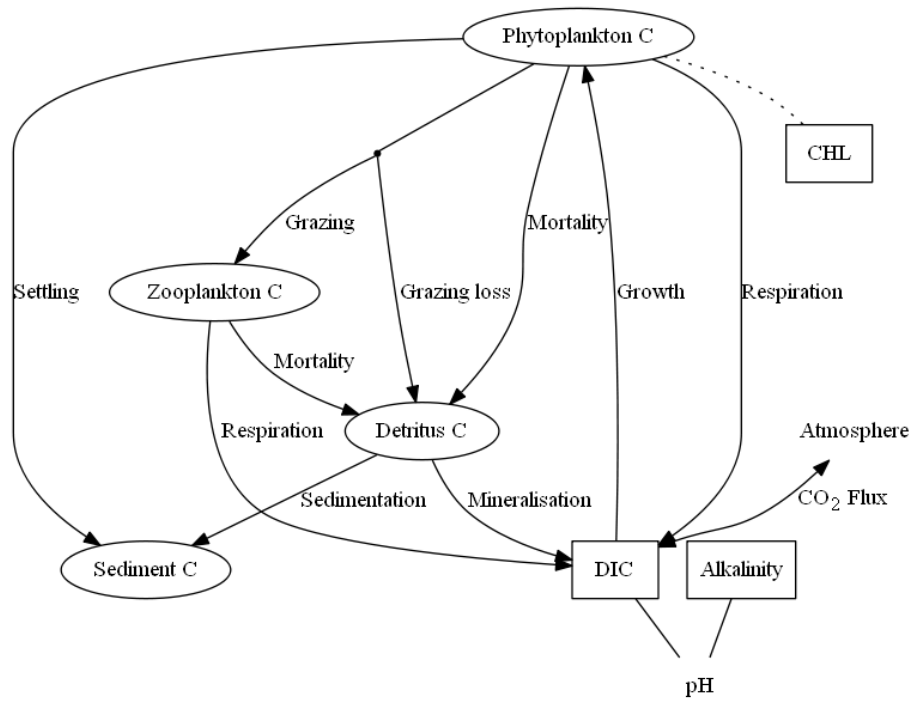 Phytoplankton C
CHL
Grazing
Mortality
Settling
Zooplankton C
Grazing loss
Growth
Respiration
Mortality
Respiration
Detritus C
Atmosphere
Sedimentation
Mineralisation
CO₂ Flux
Sediment C
DIC
Alkalinity
pH